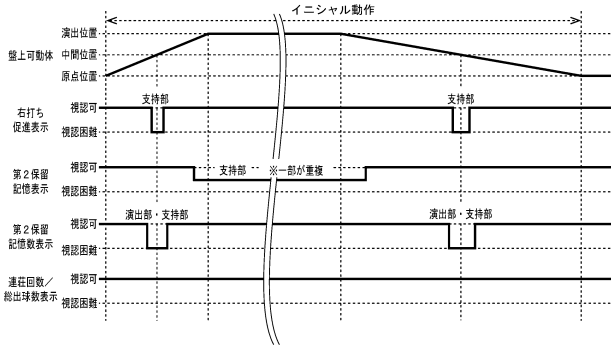 イニシャル動作
演出位置
盤上可動体
中間位置
原点位置
右打ち
促進表示
視認可
支持部
支持部
視認困難
第２保留
記憶表示
視認可
支持部
※一部が重複
視認困難
第２保留
記憶数表示
視認可
演出部・支持部
演出部・支持部
視認困難
連荘回数／
総出球数表示
視認可
視認困難